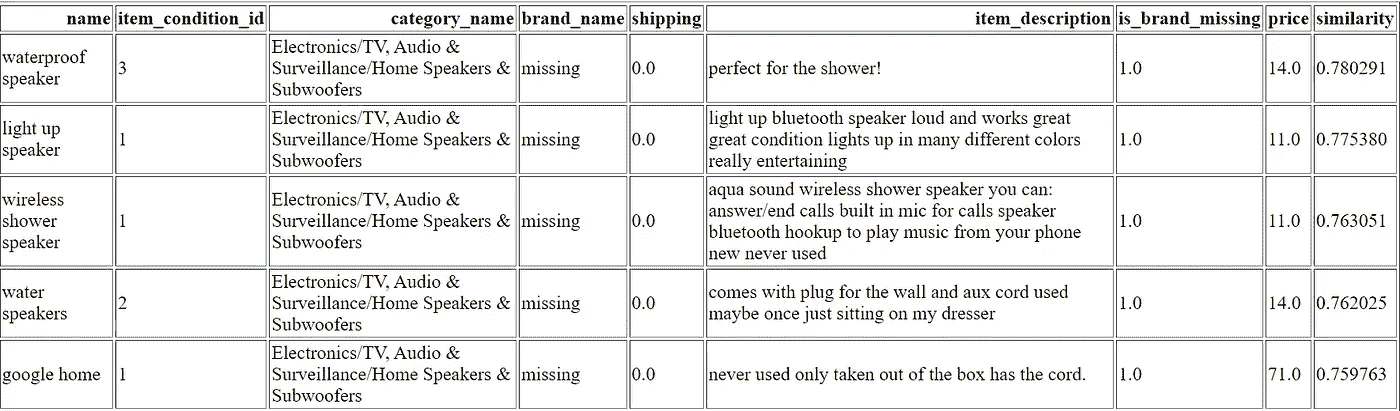 name item_condition_id category_name brand_name shipping item_description is_brand_missing price similarity
waterproof speaker 3 Electronics/TV, Audio & Surveillance/Home Speakers & Subwoofers missing 0.0 perfect for the shower! 1.0 14.0 0.780291
light up speaker 1 Electronics/TV, Audio & Surveillance/Home Speakers & Subwoofers missing 0.0 light up bluetooth speaker loud and works great great condition lights up in many different colors really entertaining 1.0 11.0 0.775380
wireless shower speaker 1 Electronics/TV, Audio & Surveillance/Home Speakers & Subwoofers missing 0.0 aqua sound wireless shower speaker you can: answer/end calls built in mic for calls speaker bluetooth hookup to play music from your phone new never used 1.0 11.0 0.763051
water speakers 2 Electronics/TV, Audio & Surveillance/Home Speakers & Subwoofers missing 0.0 comes with plug for the wall and aux cord used maybe once just sitting on my dresser 1.0 14.0 0.762025
google home 1 Electronics/TV, Audio & Surveillance/Home Speakers & Subwoofers missing 0.0 never used only taken out of the box has the cord. 1.0 71.0 0.759763